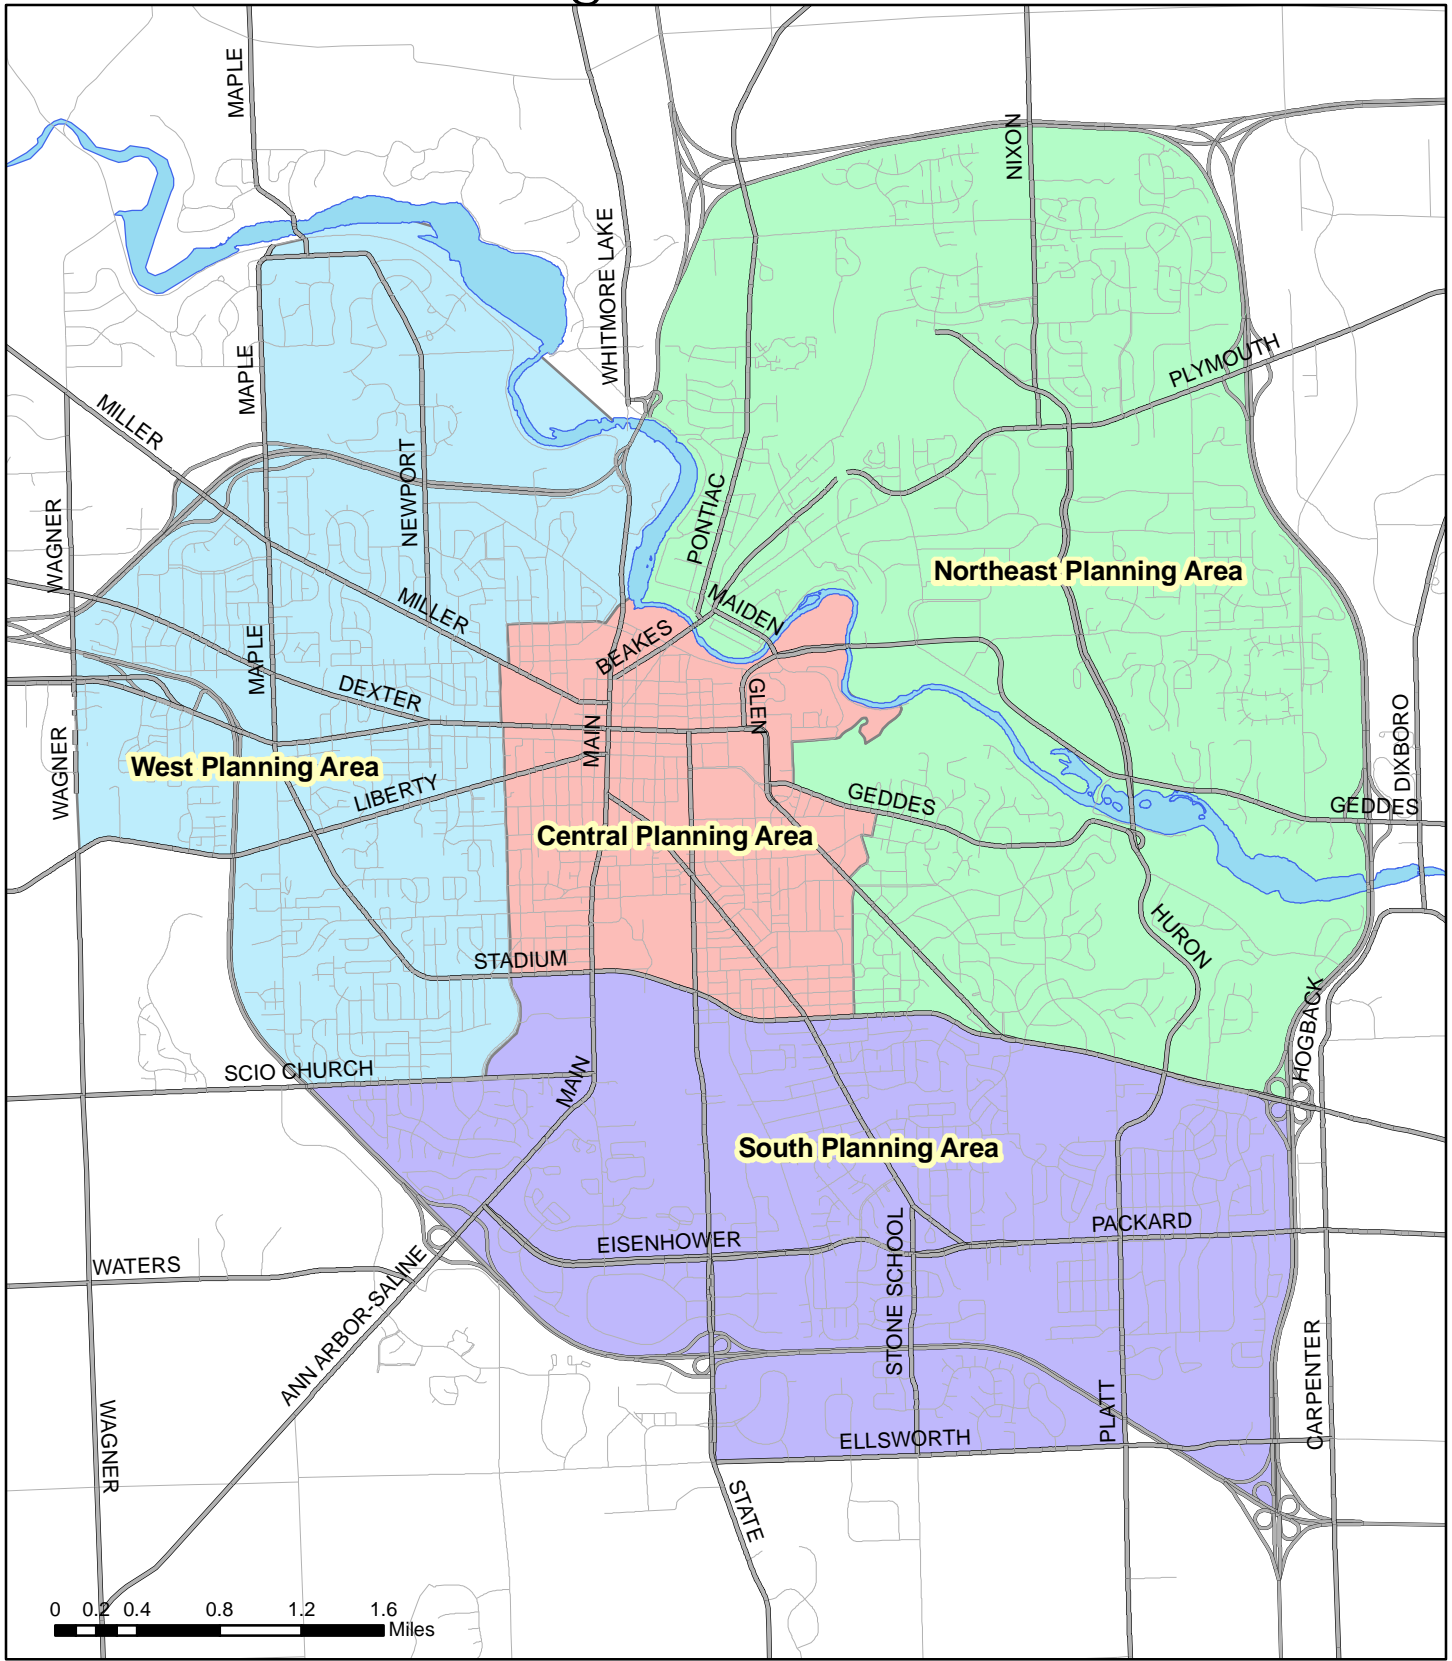 MAPLE
NIXON
WHITMORE LAKE
PLYMOUTH
MAPLE
MILLER
NEWPORT
PONTIAC
WAGNER
Northeast Planning Area
MILLER
MAIDEN
BEAKES
MAPLE
DEXTER
GLEN
MAIN
DIXBORO
WAGNER
West Planning Area
LIBERTY
GEDDES
GEDDES
Central Planning Area
HURON
STADIUM
HOGBACK
SCIO CHURCH
MAIN
South Planning Area
PACKARD
EISENHOWER
STONE SCHOOL
WATERS
ANN ARBOR-SALINE
CARPENTER
PLATT
WAGNER
ELLSWORTH
STATE
0 0.2 0.4 0.8 1.2 1.6
Miles